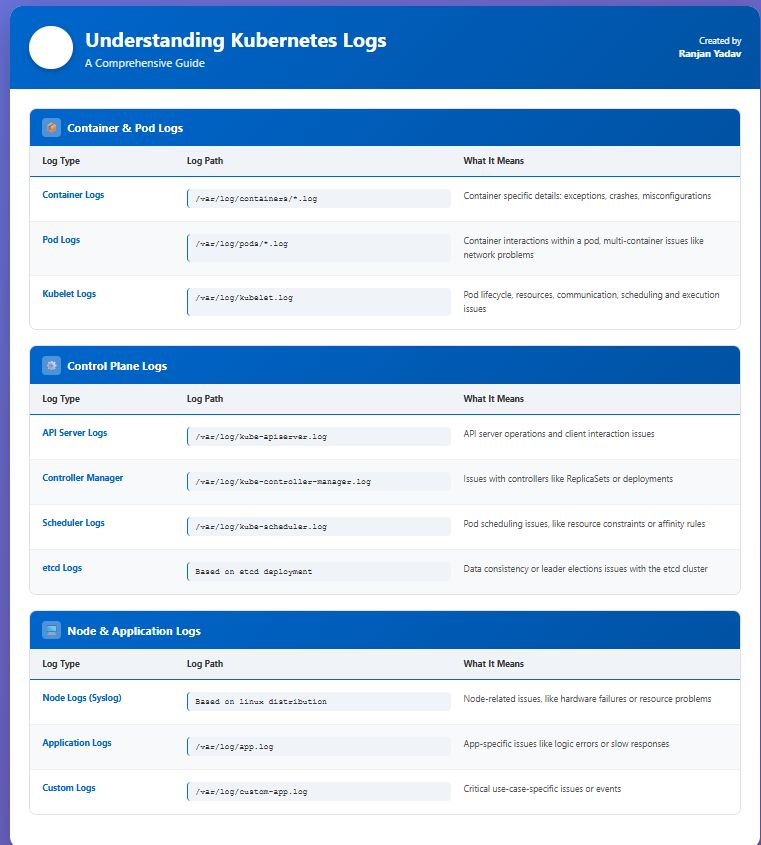 Understanding Kubernetes Logs
A Comprehensive Guide
Created by
Ranjan Yadav
Container & Pod Logs
Log Type Log Path What It Means
Container Logs /var/log/containers/*.log Container specific details: exceptions, crashes, misconfigurations
Pod Logs /var/log/pods/*.log Container interactions within a pod, multi-container issues like
network problems
Kubelet Logs /var/log/kubelet.log Pod lifecycle, resources, communication, scheduling and execution
issues
Control Plane Logs
Log Type Log Path What It Means
API Server Logs /var/log/kube-apiserver.log API server operations and client interaction issues
Controller Manager /var/log/kube-controller-manager.log Issues with controllers like ReplicaSets or deployments
Scheduler Logs /var/log/kube-scheduler.log Pod scheduling issues, like resource constraints or affinity rules
etcd Logs Based on etcd deployment Data consistency or leader elections issues with the etcd cluster
Node & Application Logs
Log Type Log Path What It Means
Node Logs (Syslog) Based on linux distribution Node-related issues, like hardware failures or resource problems
Application Logs /var/log/app.log App-specific issues like logic errors or slow responses
Custom Logs /var/log/custom-app.log Critical use-case-specific issues or events